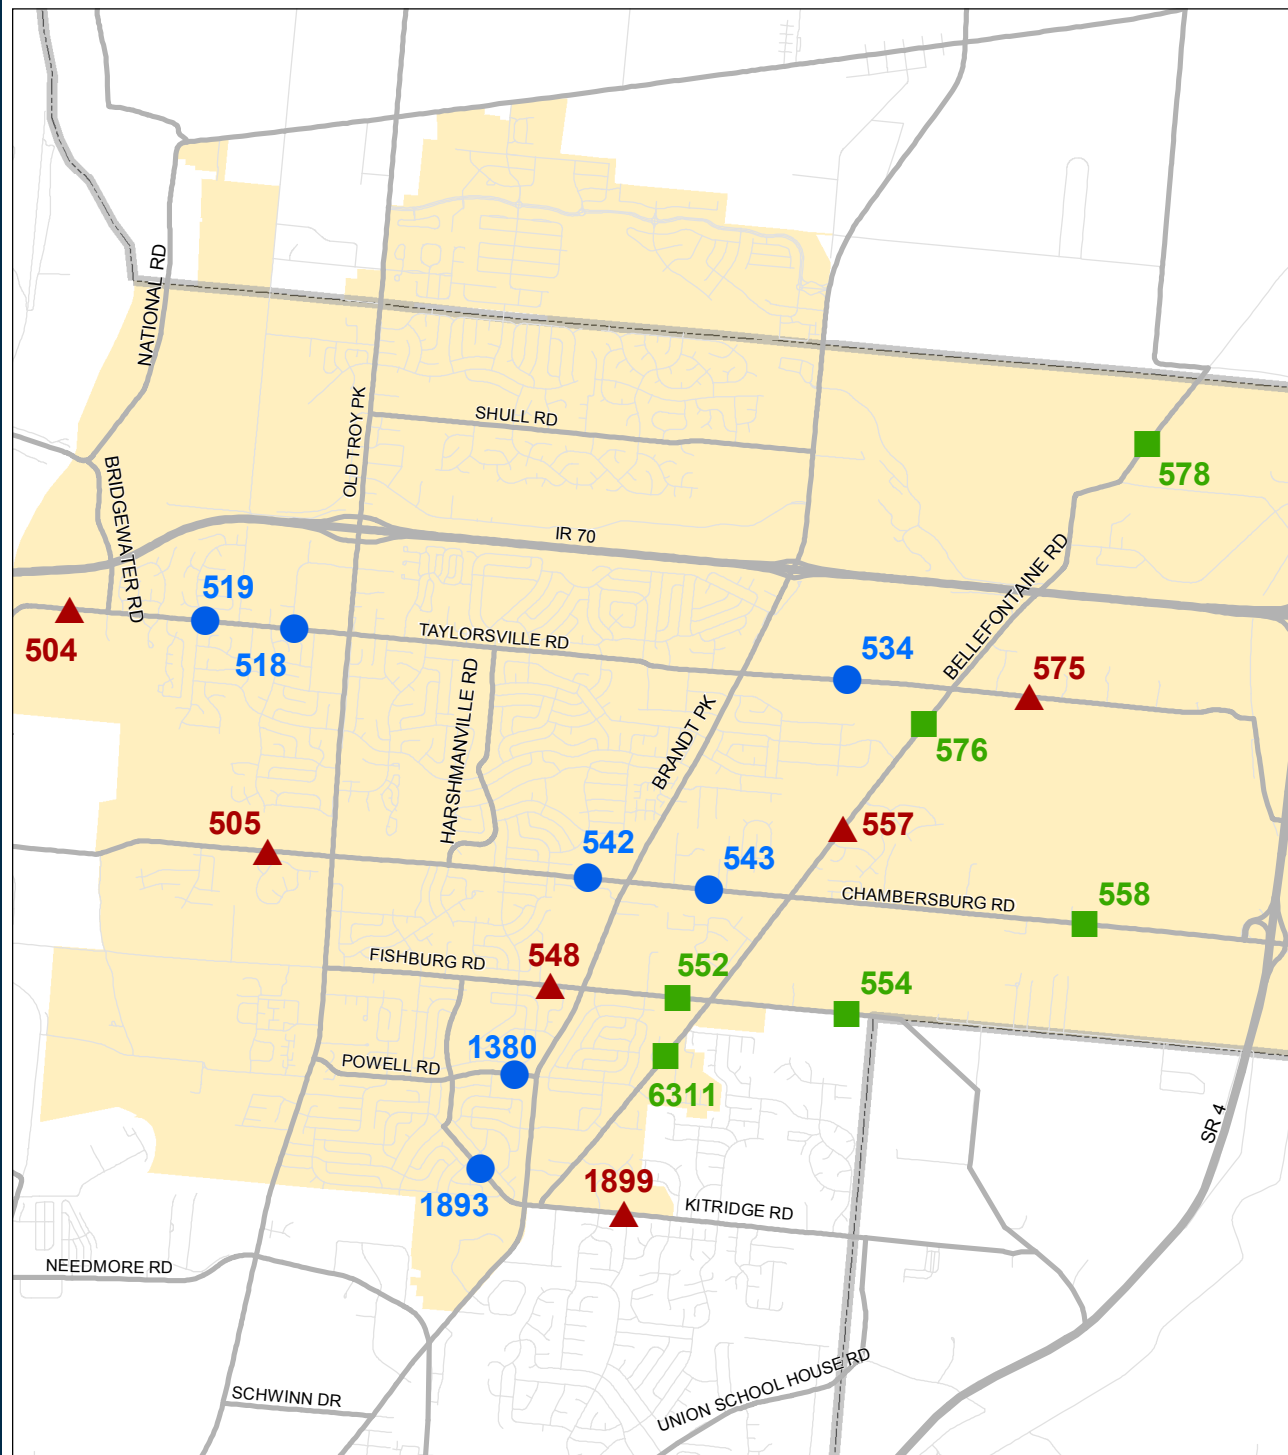 NATIONAL RD
OLD TROY PK
SHULL RD
578
BRIDGEWATER RD
IR 70
BELLEFONTAINE RD
519
504
518
TAYLORSVILLE RD
534
575
HARSHMANVILLE RD
BRANDT PK
576
505
542
543
557
CHAMBERSBURG RD
558
FISHBURG RD
548
552
554
POWELL RD
1380
6311
SR 4
1893
1899
KITRIDGE RD
NEEDMORE RD
SCHWINN DR
UNION SCHOOL HOUSE RD